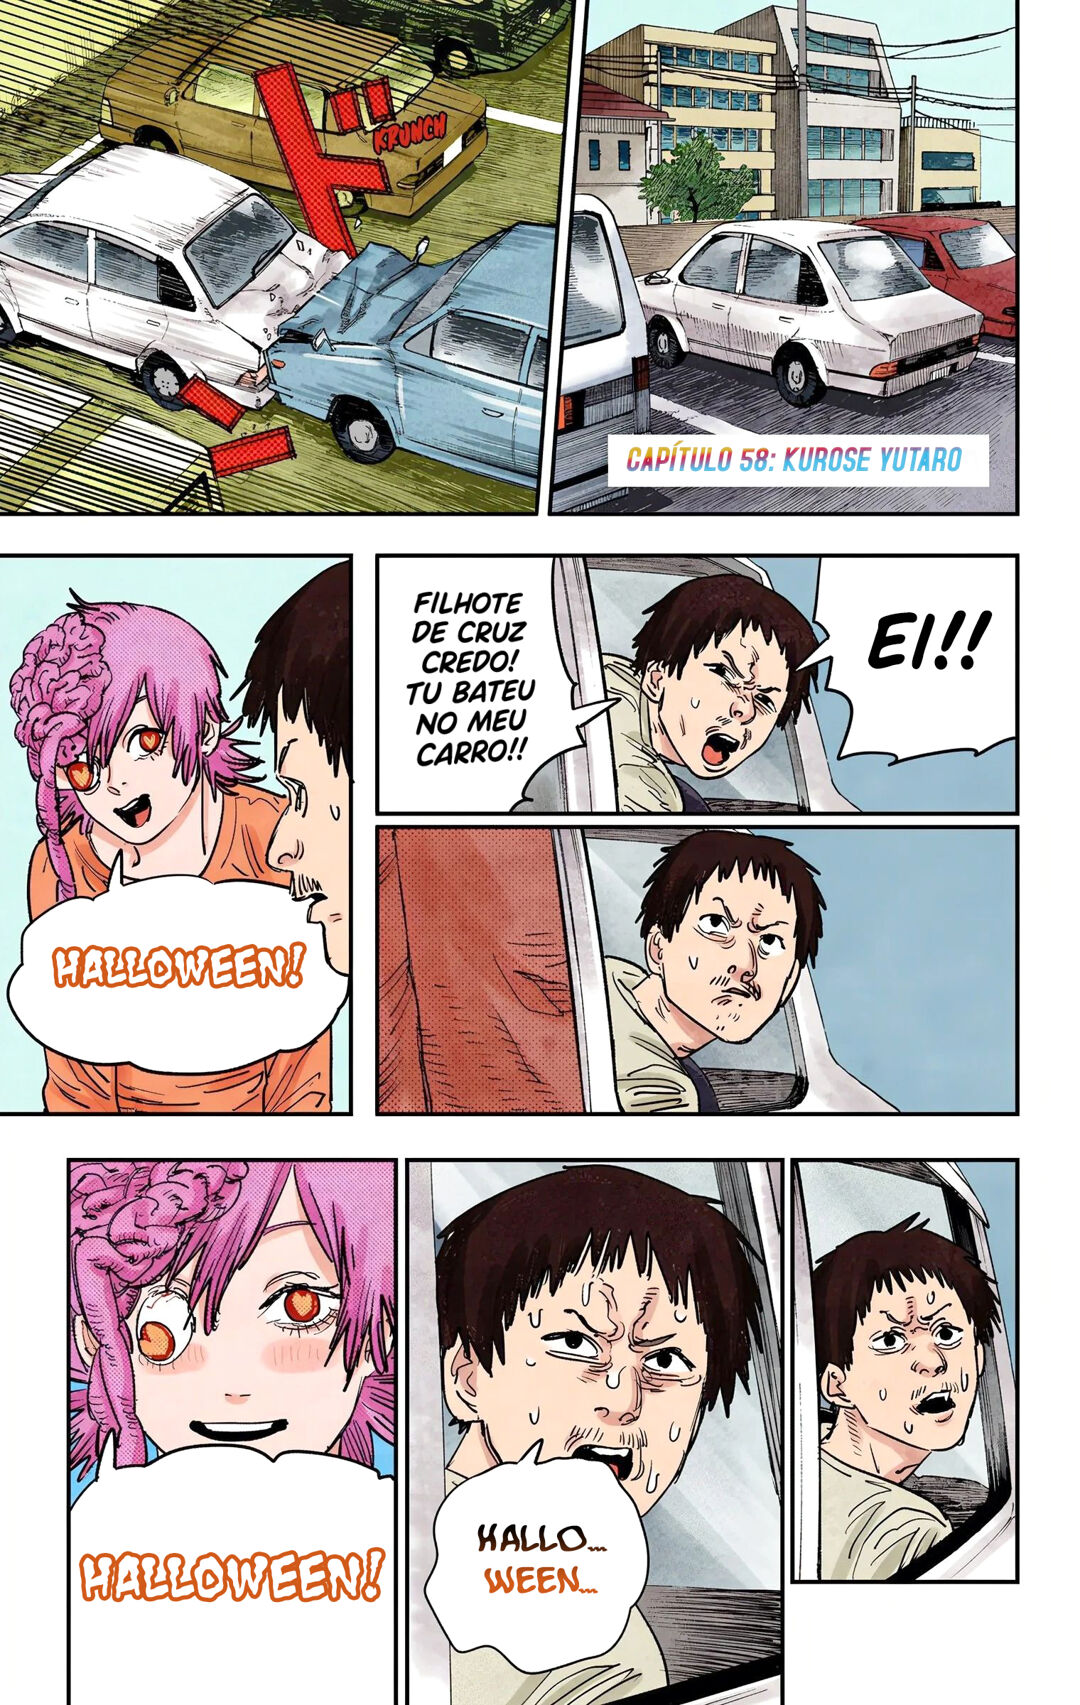 CAPÍTULO 58: KUROSE YUTARO
ド
KRUNCH
EI!!
FILHOTE
DE CRUZ
CREDO!
TU BATEU
NO MEU
CARRO!!
HALLOWEEN!
HALLO...
WEEN...
HALLOWEEN!